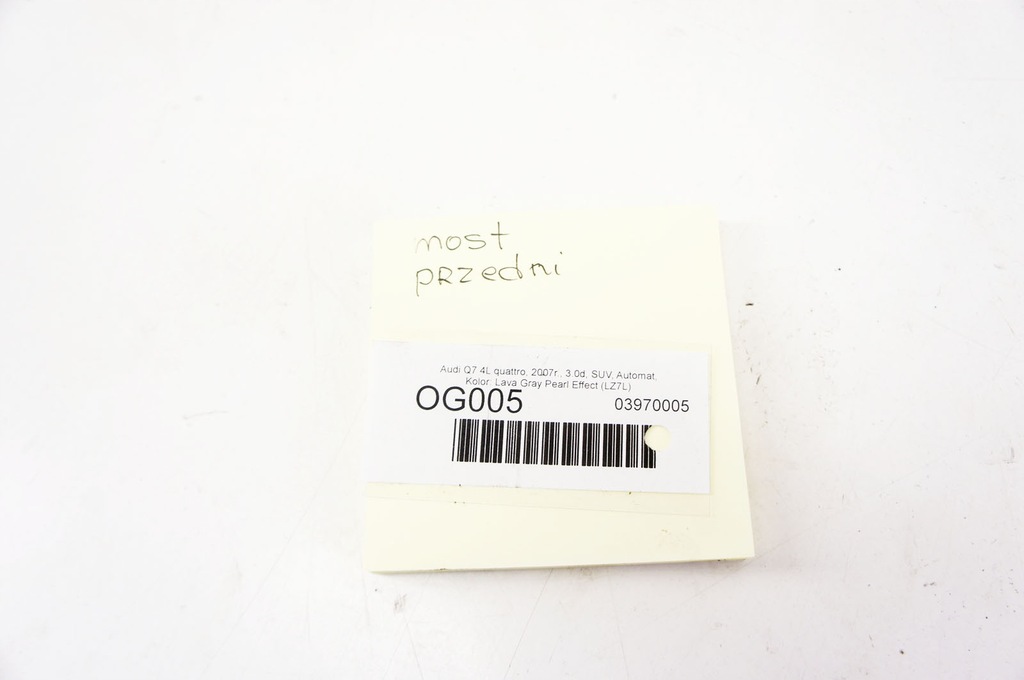 most
przedni
Audi Q7 4L quattro, 2007r., 3.0d, SUV, Automat,
Kolor: Lava Gray Pearl Effect (LZ7L)
OG005 03970005